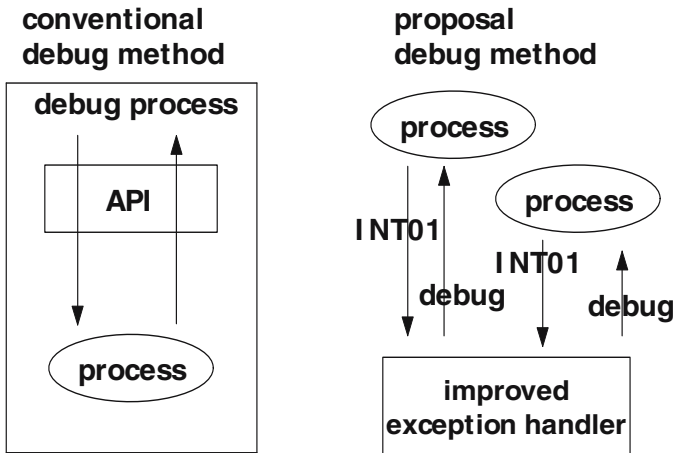 conventional
debug method
debug process
API
process
proposal
debug method
process
process
INT01
INT01
debug
debug
improved
exception handler